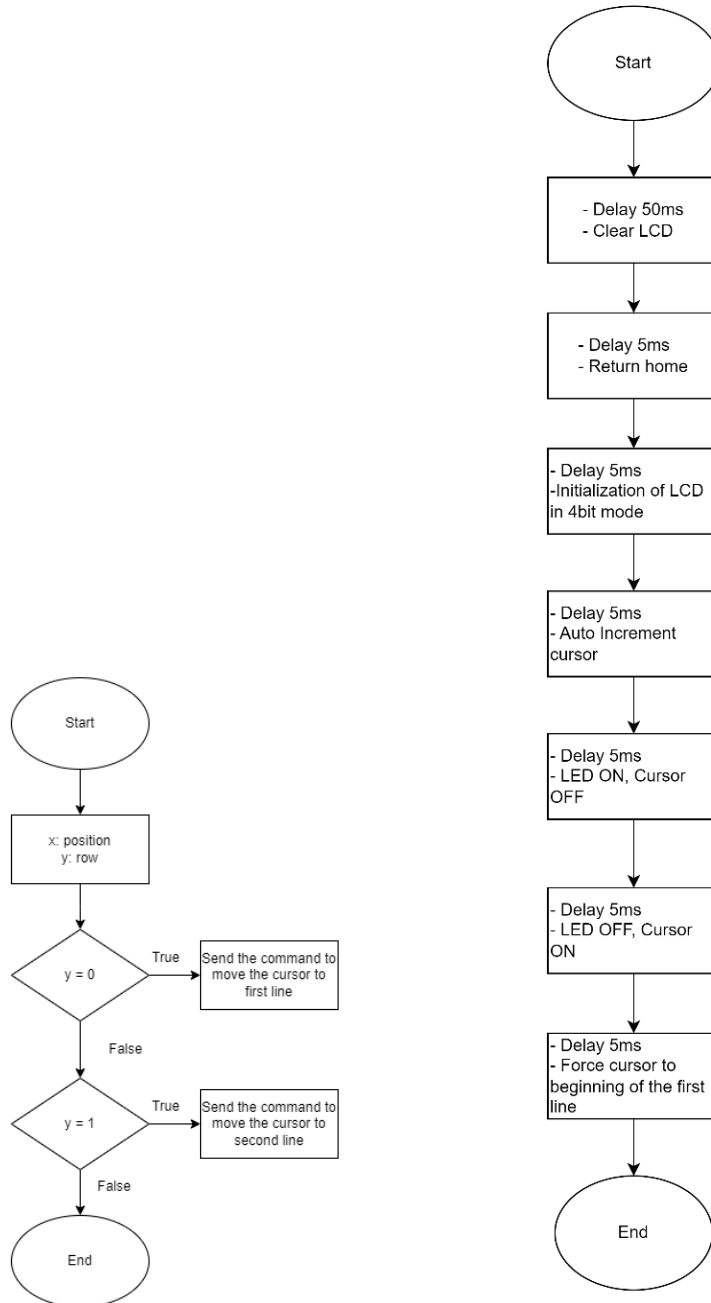 Start
x: position
y: row
y = 0
True
Send the command to
move the cursor to
first line
False
y = 1
True
Send the command to
move the cursor to
second line
False
End
Start
- Delay 50ms
- Clear LCD
- Delay 5ms
- Return home
- Delay 5ms
-Initialization of LCD
in 4bit mode
- Delay 5ms
- Auto Increment
cursor
- Delay 5ms
- LED ON, Cursor
OFF
- Delay 5ms
- LED OFF, Cursor
ON
- Delay 5ms
- Force cursor to
beginning of the first
line
End